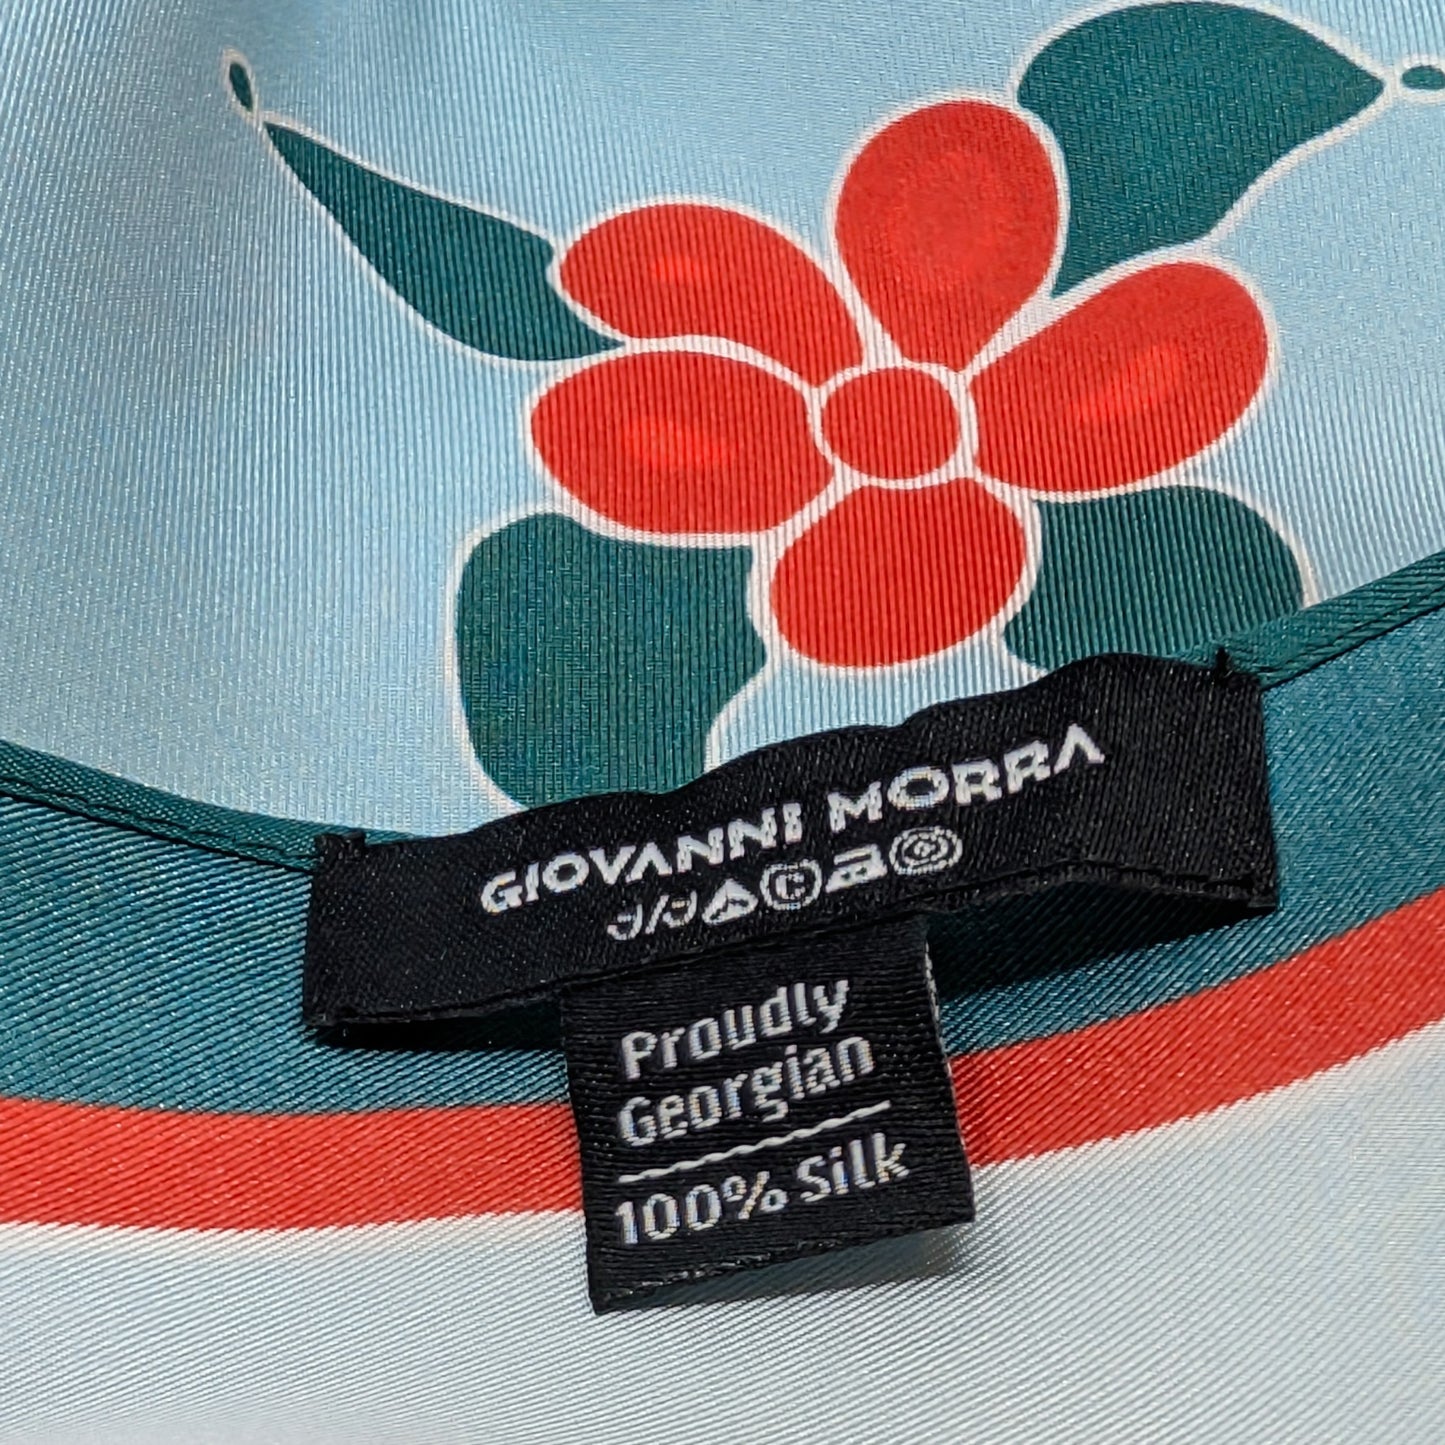 GIOVANNI MORRA
Proudly
Georgian
100% Silk